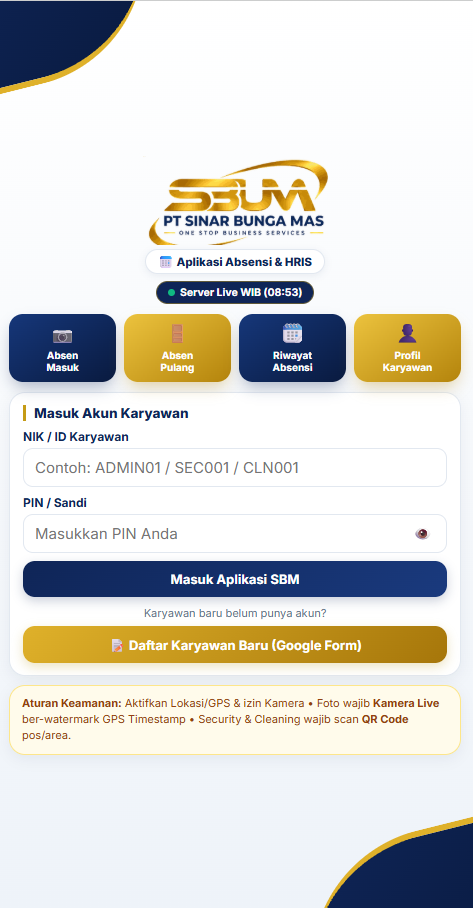 SBUM
PT SINAR BUNGA MAS
ONE STOP BUSINESS SERVICES
Aplikasi Absensi & HRIS
Server Live WIB (08:53)
Absen
Masuk
Absen
Pulang
Riwayat
Absensi
Profil
Karyawan
Masuk Akun Karyawan
NIK / ID Karyawan
Contoh: ADMIN01 / SEC001 / CLN001
PIN / Sandi
Masukkan PIN Anda
Masuk Aplikasi SBM
Karyawan baru belum punya akun?
Daftar Karyawan Baru (Google Form)
Aturan Keamanan: Aktifkan Lokasi/GPS & izin Kamera • Foto wajib Kamera Live
ber-watermark GPS Timestamp • Security & Cleaning wajib scan QR Code
pos/area.